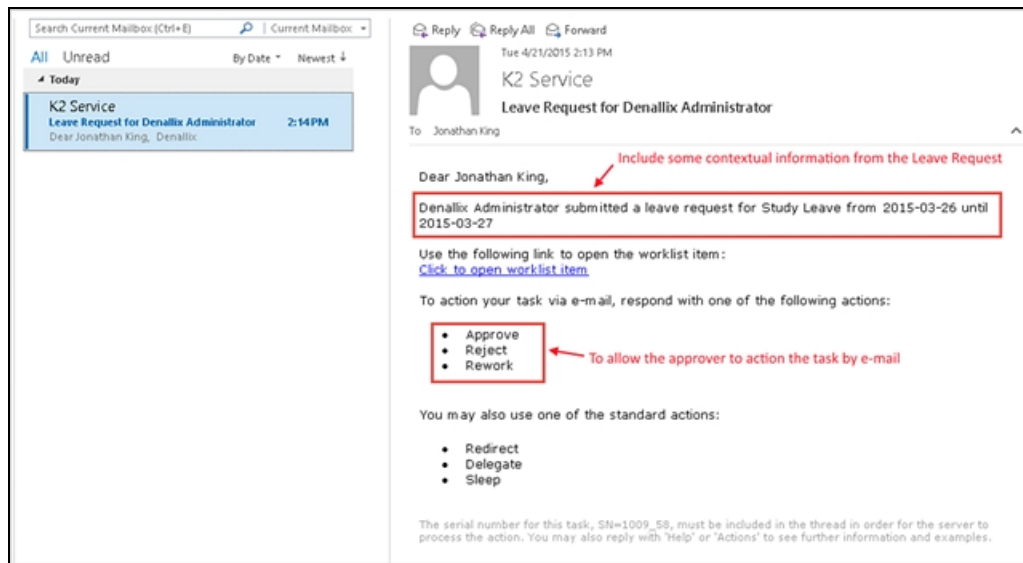 Search Current Mailbox (Ctrl+E)
Current Mailbox
All Unread
By Date Newest ↓
Today
K2 Service
Leave Request for Denallix Administrator 2:14PM
Dear Jonathan King, Denallix
Reply Reply All Forward
Tue 4/21/2015 2:13 PM
K2 Service
Leave Request for Denallix Administrator
To Jonathan King
Include some contextual information from the Leave Request
Dear Jonathan King,
Denallix Administrator submitted a leave request for Study Leave from 2015-03-26 until
2015-03-27
Use the following link to open the worklist item:
Click to open worklist item
To action your task via e-mail, respond with one of the following actions:
• Approve
• Reject
• Rework
To allow the approver to action the task by e-mail
You may also use one of the standard actions:
• Redirect
• Delegate
• Sleep
The serial number for this task, SN=1009_58, must be included in the thread in order for the server to
process the action. You may also reply with 'Help' or 'Actions' to see further information and examples.